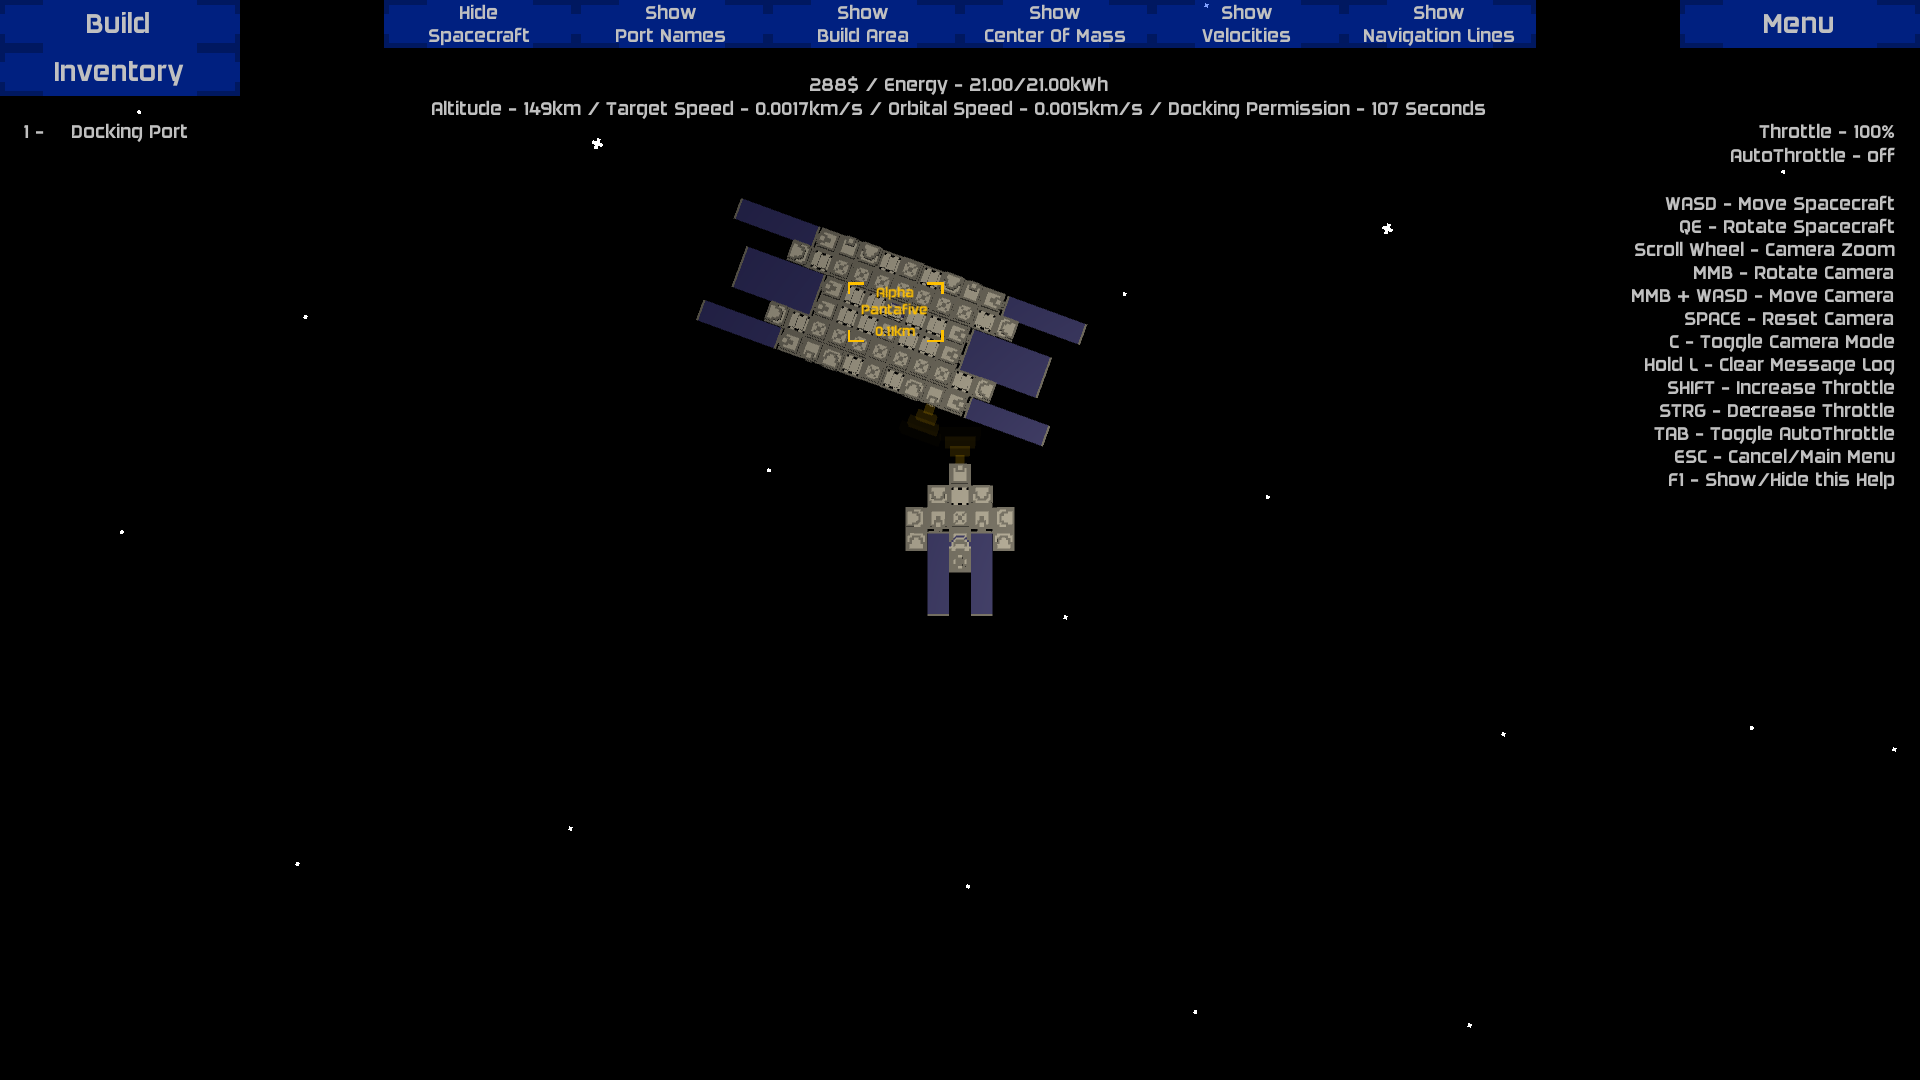 Build
Inventory
Hide
Spacecraft
Show
Port Names
Show
Build Area
Show
Center Of Mass
Show
Velocities
Show
Navigation Lines
Menu
288$ / Energy - 21.00/21.00kWh
Altitude - 149km / Target Speed - 0.0017km/s / Orbital Speed - 0.0015km/s / Docking Permission - 107 Seconds
1 - Docking Port
Throttle - 100%
AutoThrottle - off
WASD - Move Spacecraft
QE - Rotate Spacecraft
Scroll Wheel - Camera Zoom
MMB - Rotate Camera
MMB + WASD - Move Camera
SPACE - Reset Camera
C - Toggle Camera Mode
Hold L - Clear Message Log
SHIFT - Increase Throttle
STRG - Decrease Throttle
TAB - Toggle AutoThrottle
ESC - Cancel/Main Menu
F1 - Show/Hide this Help
Alpha
Pantafive
0.11km